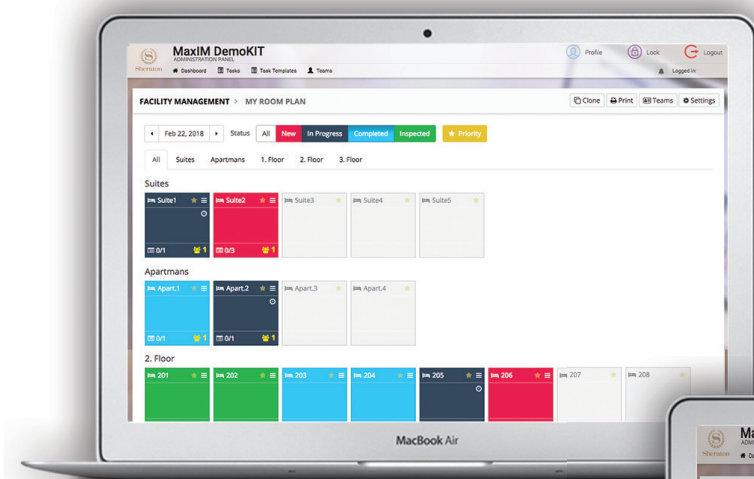 MaxIM DemoKIT
ADMINISTRATION PANEL
Sheraton
Dashboard Tasks Task Templates Teams
Profile Lock Logout
Logged in
FACILITY MANAGEMENT > MY ROOM PLAN
Clone Print Teams Settings
Feb 22, 2018 Status All New In Progress Completed Inspected Priority
All Suites Apartmans 1. Floor 2. Floor 3. Floor
Suites
Suite1 Suite2 Suite3 Suite4 Suite5
0/1 1 0/3 1
Apartmans
Apart.1 Apart.2 Apart.3 Apart.4
0/1 1 0/1 1
2. Floor
201 202 203 204 205 206 207 208
MacBook Air
Sheraton